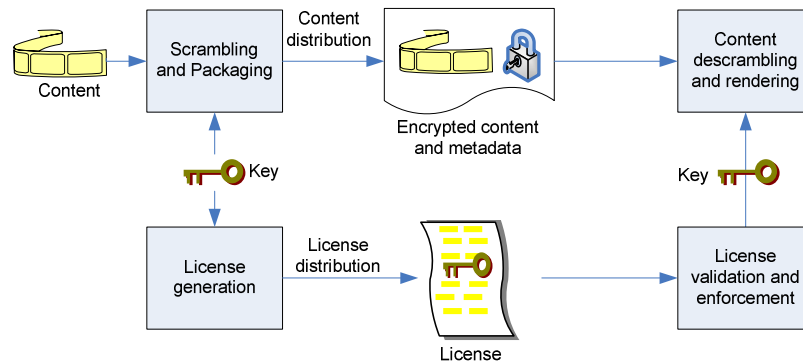 Content
Scrambling
and Packaging
Content
distribution
Encrypted content
and metadata
Content
descrambling
and rendering
Key
Key
License
generation
License
distribution
License
License
validation and
enforcement